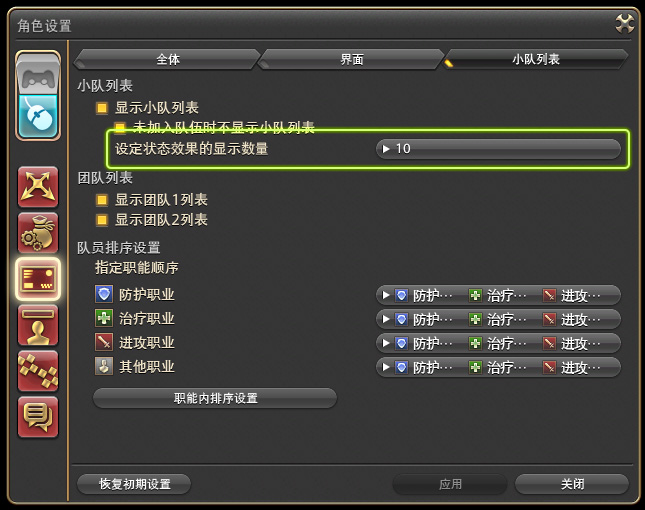 角色设置
全体 界面 小队列表
小队列表
显示小队列表
未加入队伍时不显示小队列表
设定状态效果的显示数量 10
团队列表
显示团队1列表
显示团队2列表
队员排序设置
指定职能顺序
防护职业 防护… 治疗… 进攻…
治疗职业 防护… 治疗… 进攻…
进攻职业 防护… 治疗… 进攻…
其他职业 防护… 治疗… 进攻…
职能内排序设置
恢复初期设置 应用 关闭